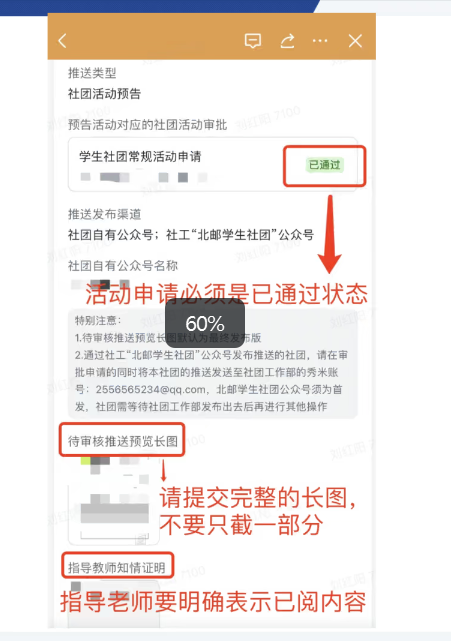 推送类型
社团活动预告
预告活动对应的社团活动审批
学生社团常规活动申请
已通过
推送发布渠道
社团自有公众号；社工“北邮学生社团”公众号
社团自有公众号名称
活动申请必须是已通过状态
60%
特别注意：
1.待审核推送预览长图默认为最终发布版
2.通过社工“北邮学生社团”公众号发布推送的社团，请在审
批申请的同时将本社团的推送发送至社团工作部的秀米账
号：2556565234@qq.com，北邮学生社团公众号须为首
发，社团需等待社团工作部发布出去后再进行其他操作
待审核推送预览长图
请提交完整的长图，
不要只截一部分
指导教师知情证明
指导老师要明确表示已阅内容